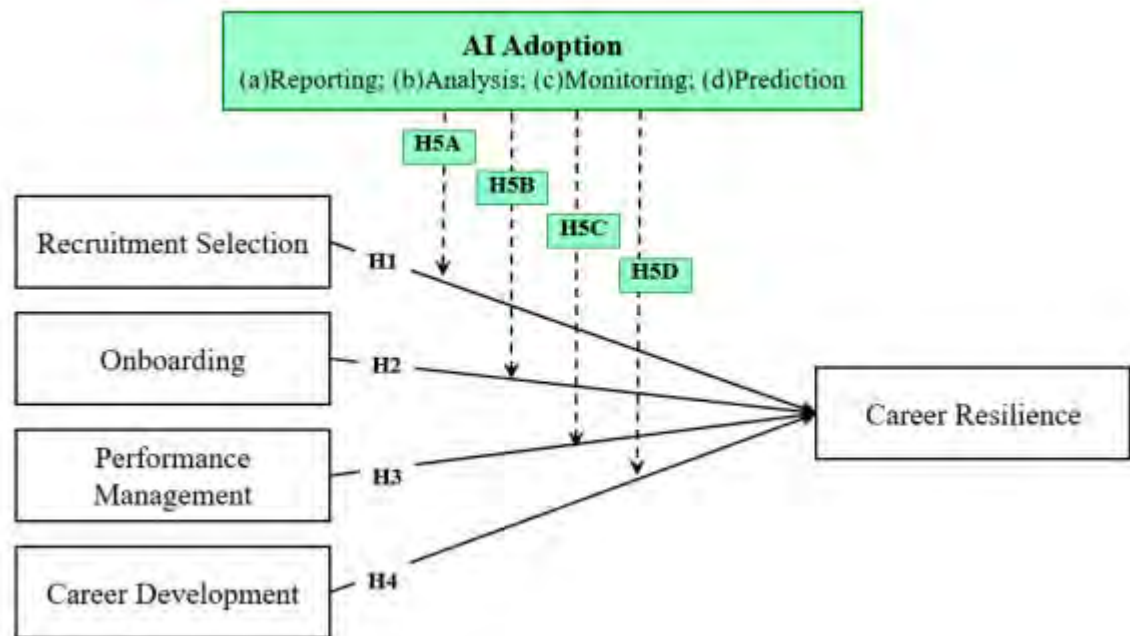 AI Adoption
(a)Reporting; (b)Analysis; (c)Monitoring; (d)Prediction
H5A
H5B
H5C
H5D
Recruitment Selection
H1
Onboarding
H2
Performance
Management
H3
Career Development
H4
Career Resilience